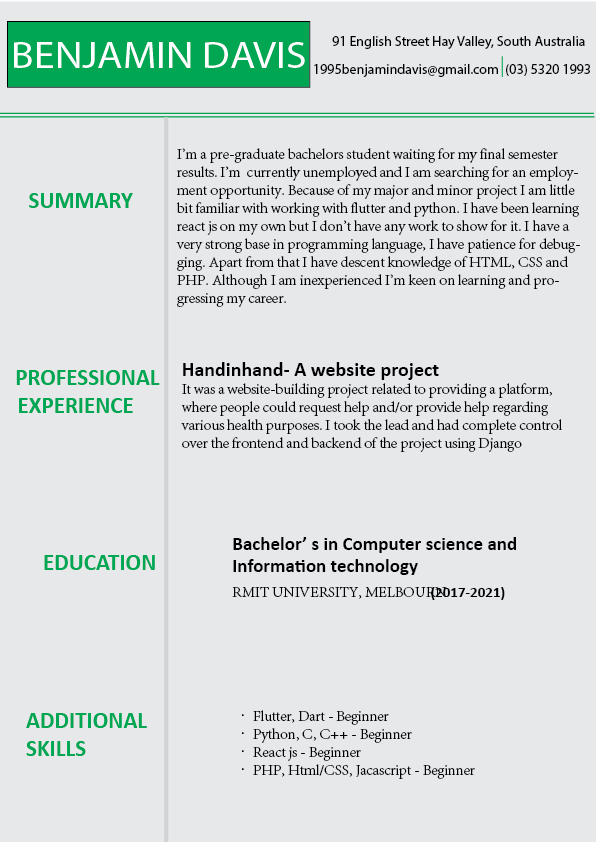 BENJAMIN DAVIS
91 English Street Hay Valley, South Australia
1995benjamindavis@gmail.com (03) 5320 1993
SUMMARY
I'm a pre-graduate bachelors student waiting for my final semester
results. I'm currently unemployed and I am searching for an employ-
ment opportunity. Because of my major and minor project I am little
bit familiar with working with flutter and python. I have been learning
react js on my own but I don't have any work to show for it. I have a
very strong base in programming language, I have patience for debug-
ging. Apart from that I have descent knowledge of HTML, CSS and
PHP. Although I am inexperienced I'm keen on learning and pro-
gressing my career.
PROFESSIONAL
EXPERIENCE
Handinhand- A website project
It was a website-building project related to providing a platform,
where people could request help and/or provide help regarding
various health purposes. I took the lead and had complete control
over the frontend and backend of the project using Django
EDUCATION
Bachelor' s in Computer science and
Information technology
RMIT UNIVERSITY, MELBOURN (2017-2021)
ADDITIONAL
SKILLS
· Flutter, Dart - Beginner
· Python, C, C++ - Beginner
· React js - Beginner
· PHP, Html/CSS, Jacascript - Beginner